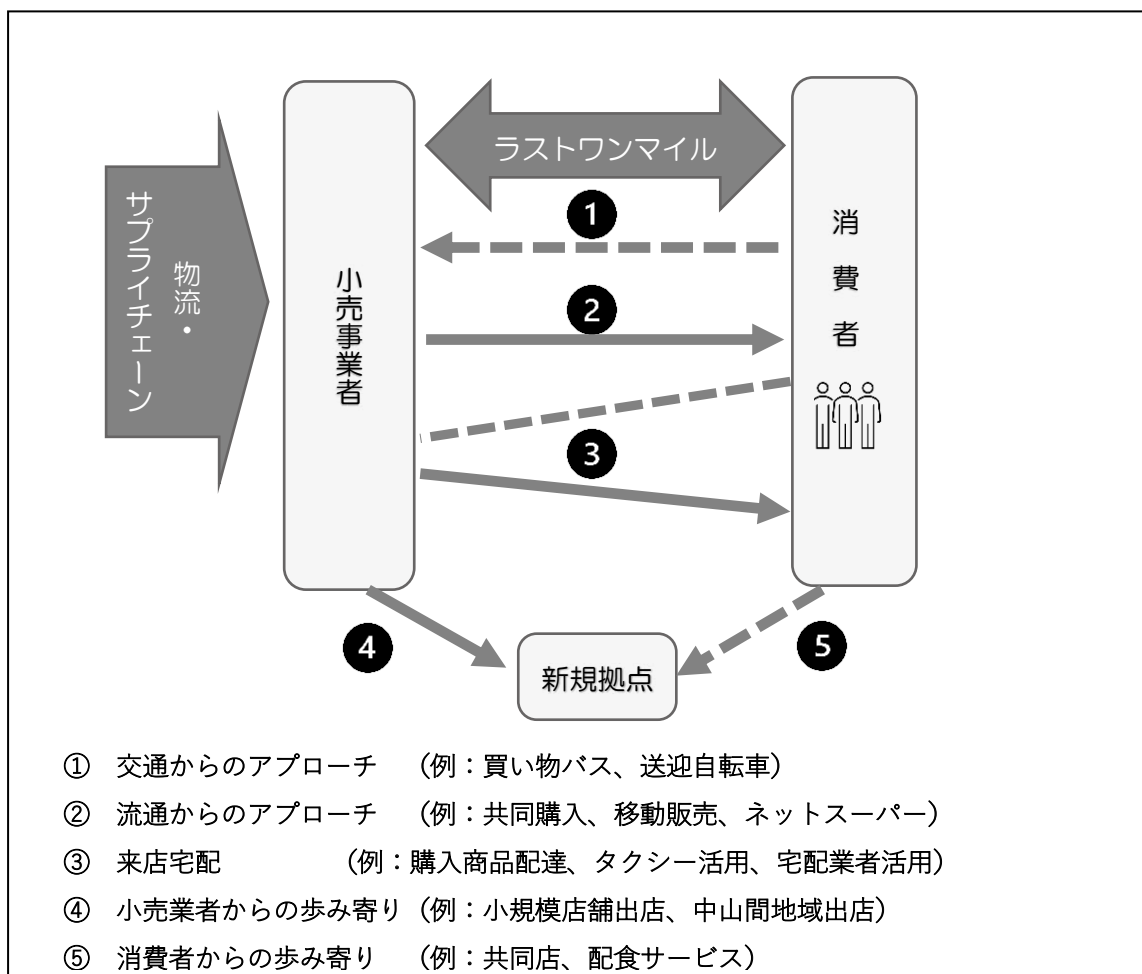 ラストワンマイル
物流・
サプライチェーン
小売事業者
消費者
1
2
3
4
5
新規拠点
① 交通からのアプローチ （例：買い物バス、送迎自転車）
② 流通からのアプローチ （例：共同購入、移動販売、ネットスーパー）
③ 来店宅配 （例：購入商品配達、タクシー活用、宅配業者活用）
④ 小売業者からの歩み寄り （例：小規模店舗出店、中山間地域出店）
⑤ 消費者からの歩み寄り （例：共同店、配食サービス）